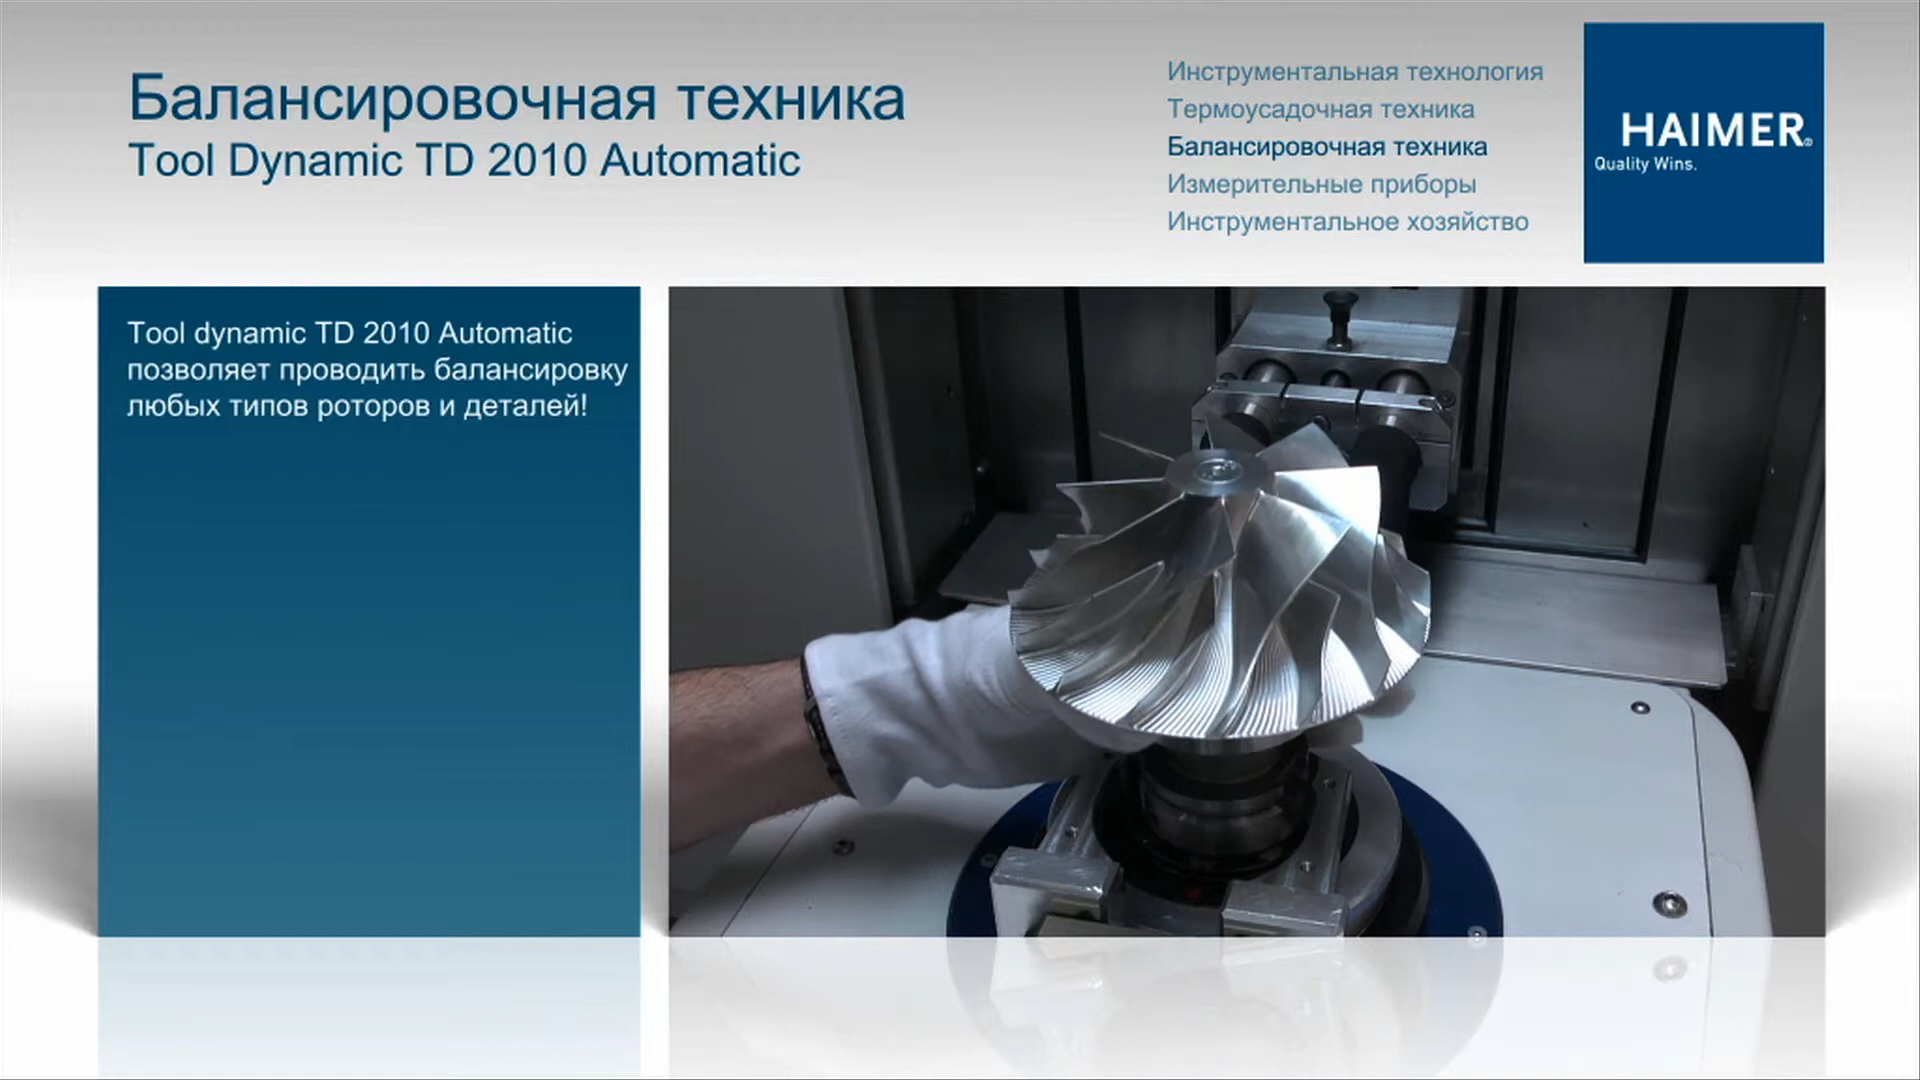 Балансировочная техника
Tool Dynamic TD 2010 Automatic
Инструментальная технология
Термоусадочная техника
Балансировочная техника
Измерительные приборы
Инструментальное хозяйство
HAIMER®
Quality Wins.
Tool dynamic TD 2010 Automatic
позволяет проводить балансировку
любых типов роторов и деталей!